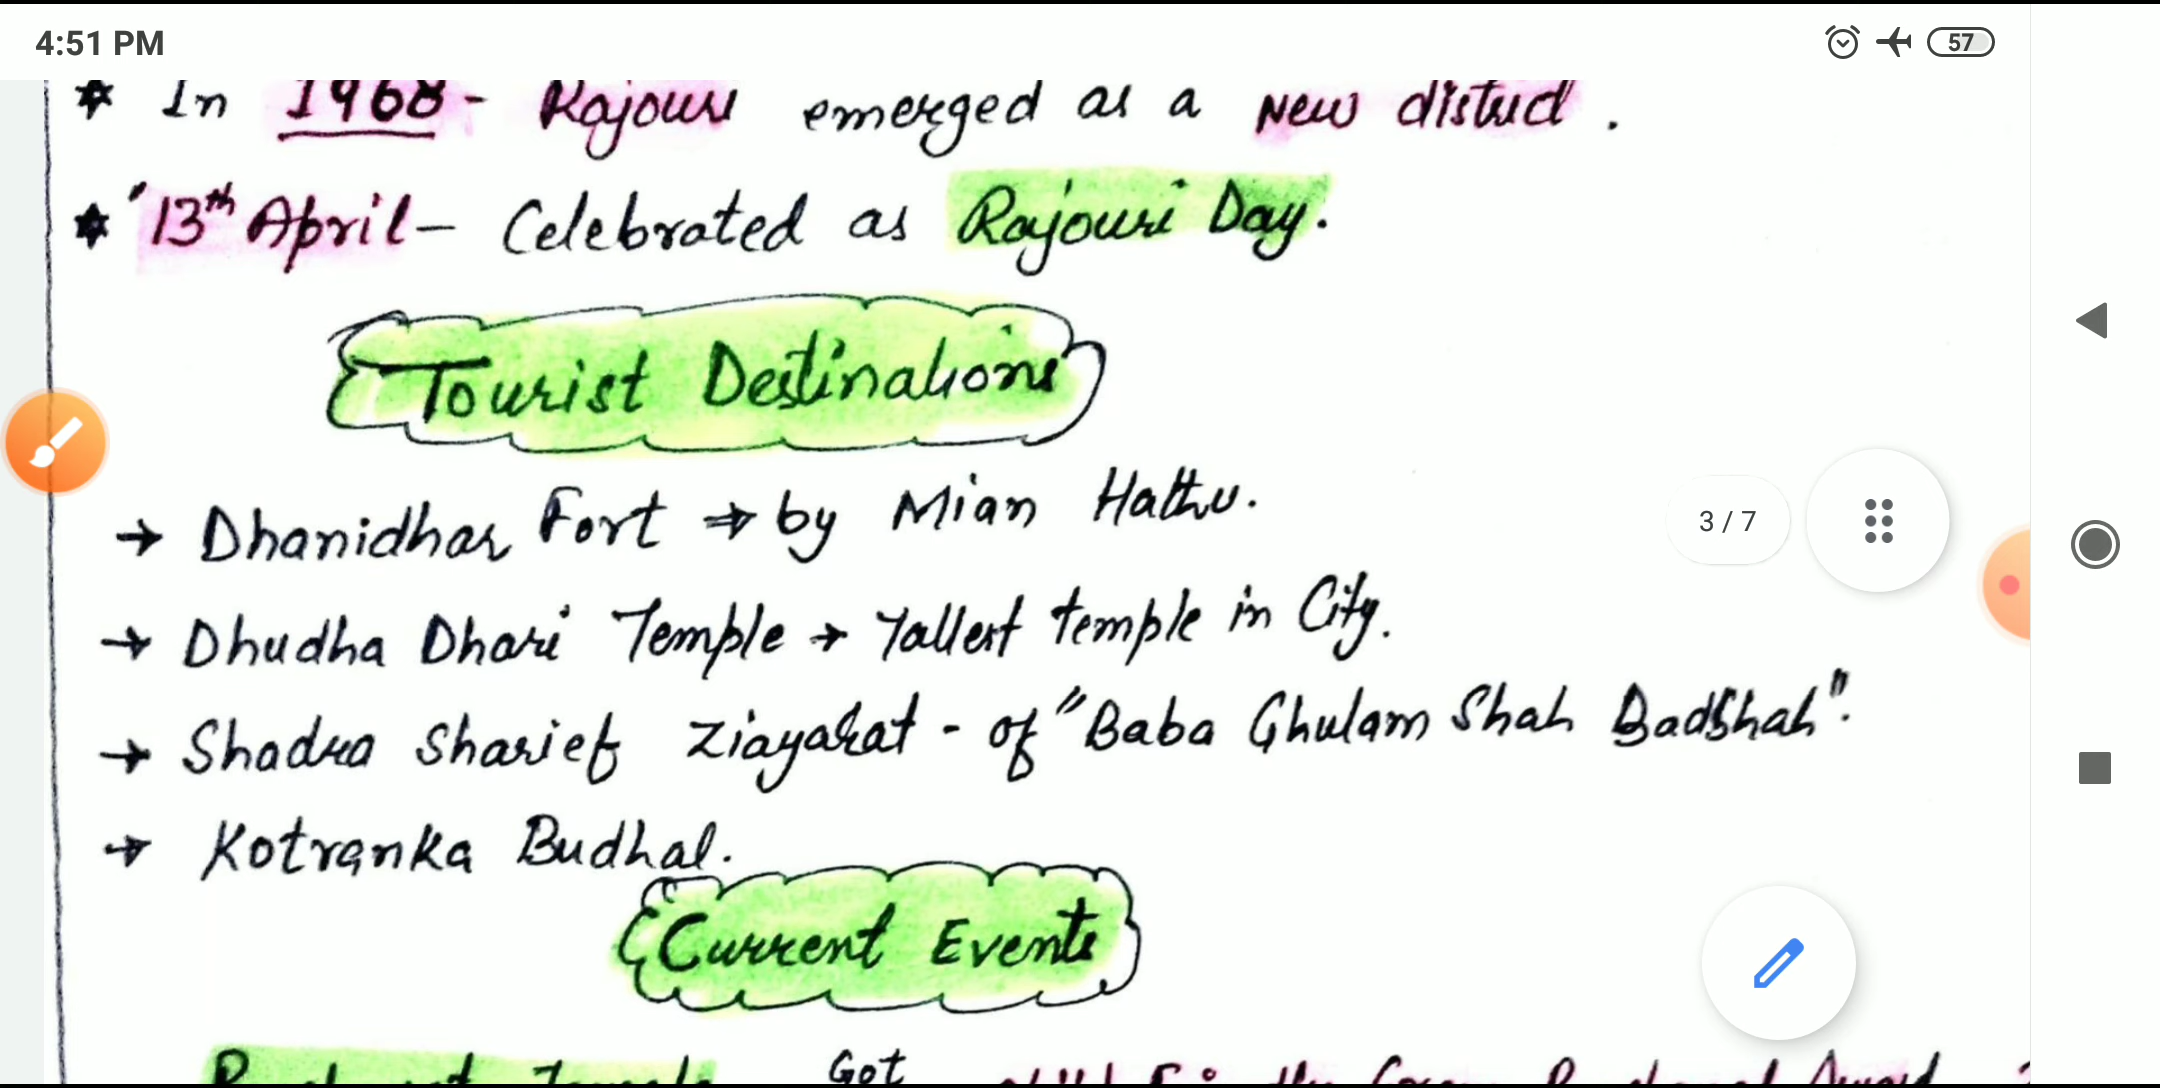 4:51 PM
57
* In 1968 - Rajouri emerged as a New district.
* "13th April - Celebrated as Rajouri Day.
Tourist Destinations
→ Dhanidhar Fort ⇒ by Mian Hathu.
→ Dhudha Dhari Temple → Tallest temple in City.
→ Shadra Sharief Ziayarat - of "Baba Ghulam Shah Badshah".
→ Kotranka Budhal.
3 / 7
Current Events
Got